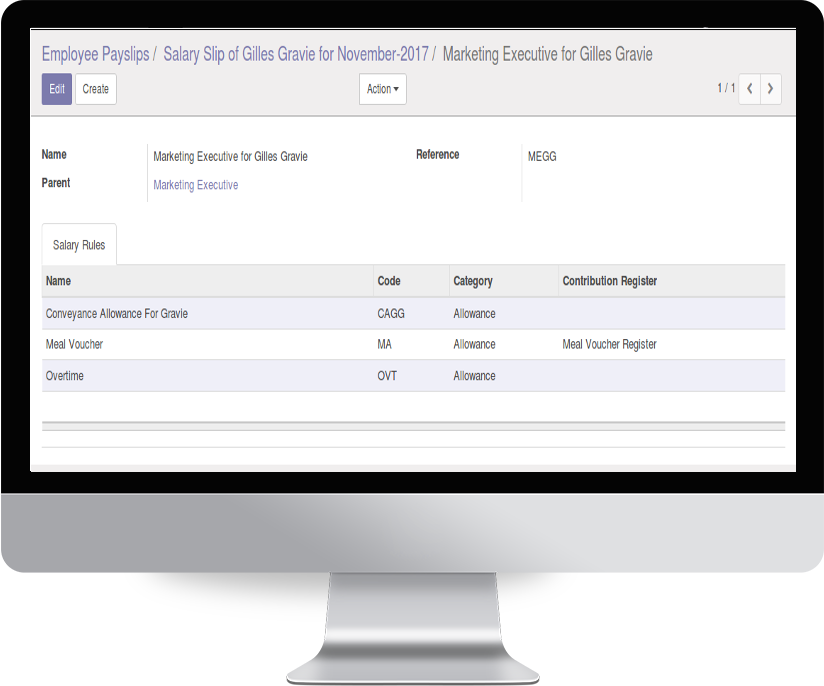 Employee Payslips / Salary Slip of Gilles Gravie for November-2017 / Marketing Executive for Gilles Gravie
Edit Create Action 1 / 1
Name Marketing Executive for Gilles Gravie Reference MEGG
Parent Marketing Executive
Salary Rules
Name Code Category Contribution Register
Conveyance Allowance For Gravie CAGG Allowance
Meal Voucher MA Allowance Meal Voucher Register
Overtime OVT Allowance